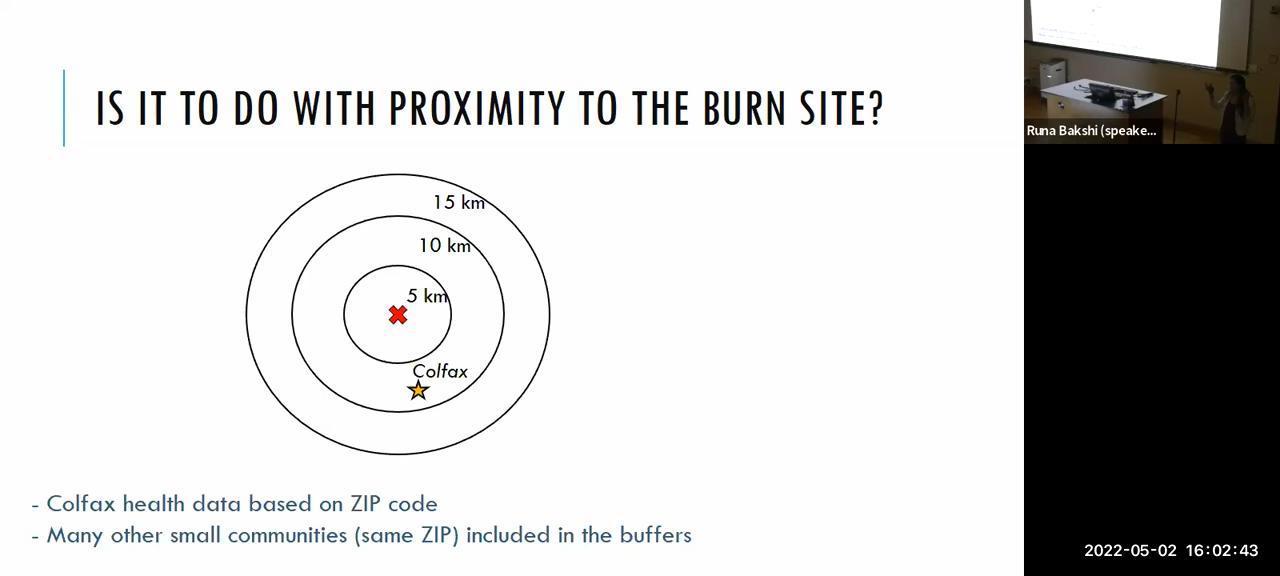 IS IT TO DO WITH PROXIMITY TO THE BURN SITE?
15 km
10 km
5 km
Colfax
- Colfax health data based on ZIP code
- Many other small communities (same ZIP) included in the buffers
Runa Bakshi (speake...
2022-05-02 16:02:43